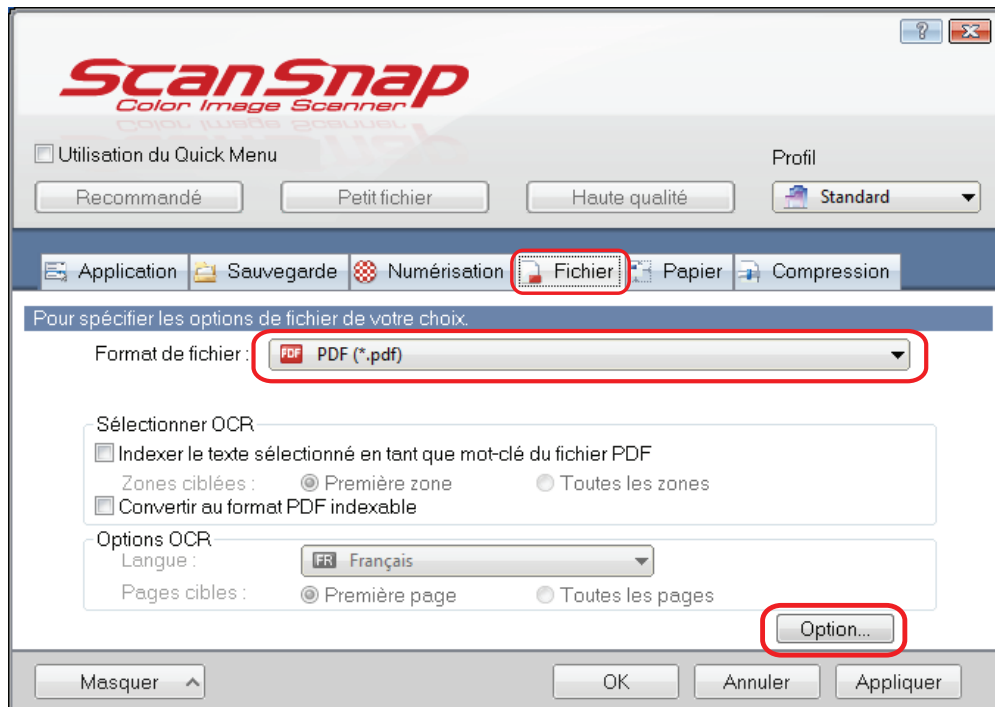 ScanSnap
Color Image Scanner
Utilisation du Quick Menu
Profil
Recommandé Petit fichier Haute qualité Standard
Application Sauvegarde Numérisation Fichier Papier Compression
Pour spécifier les options de fichier de votre choix.
Format de fichier : PDF PDF (*.pdf)
Sélectionner OCR
Indexer le texte sélectionné en tant que mot-clé du fichier PDF
Zones ciblées : Première zone Toutes les zones
Convertir au format PDF indexable
Options OCR
Langue : FR Français
Pages cibles : Première page Toutes les pages
Option...
Masquer OK Annuler Appliquer